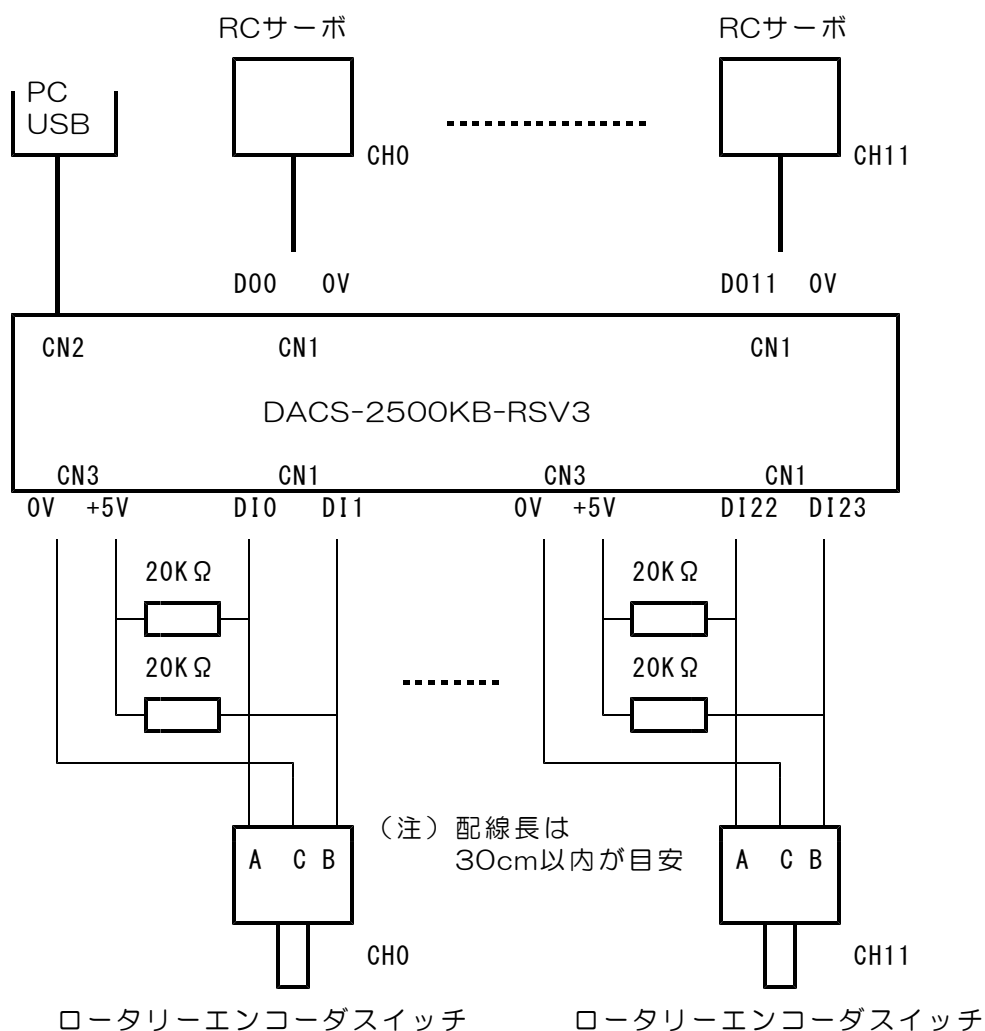 RCサーボ RCサーボ
PC
USB
CH0 CH11
DO0 0V DO11 0V
CN2 CN1 CN1
DACS-2500KB-RSV3
CN3 CN1 CN3 CN1
0V +5V DI0 DI1 0V +5V DI22 DI23
20KΩ 20KΩ
20KΩ 20KΩ
（注）配線長は
30cm以内が目安
A C B A C B
CH0 CH11
ロータリーエンコーダスイッチ ロータリーエンコーダスイッチ